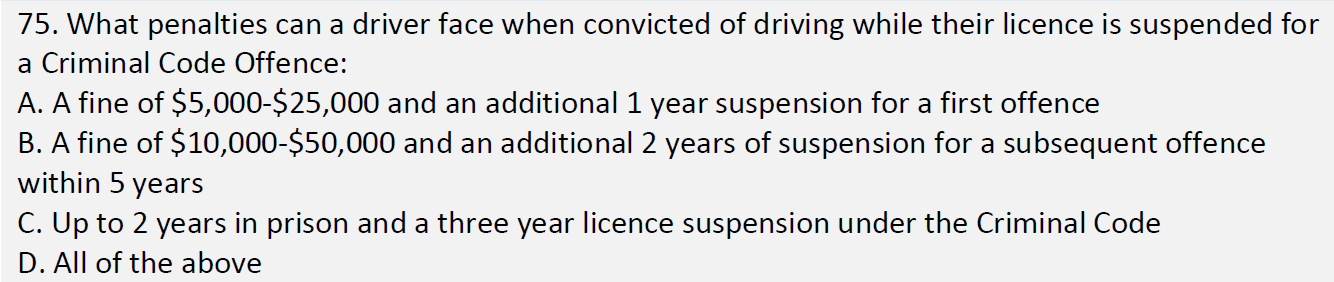 75. What penalties can a driver face when convicted of driving while their licence is suspended for
a Criminal Code Offence:
A. A fine of $5,000-$25,000 and an additional 1 year suspension for a first offence
B. A fine of $10,000-$50,000 and an additional 2 years of suspension for a subsequent offence
within 5 years
C. Up to 2 years in prison and a three year licence suspension under the Criminal Code
D. All of the above